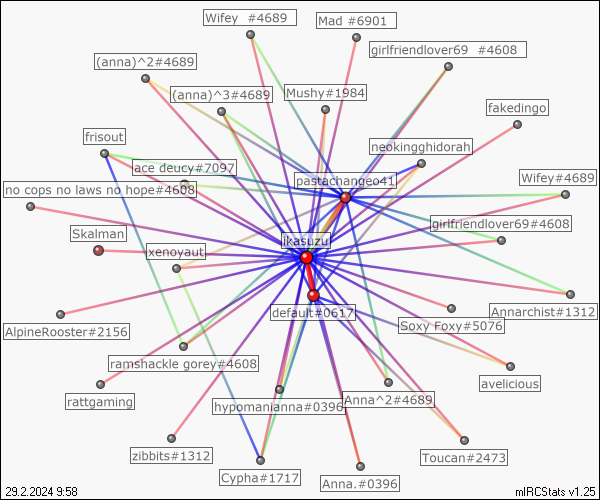 Wifey  #4689
Mad #6901
girlfriendlover69  #4608
(anna)^2#4689
(anna)^3#4689
Mushy#1984
fakedingo
frisout
neokingghidorah
ace deucy#7097
pastachangeo41
Wifey#4689
no cops no laws no hope#4608
girlfriendlover69#4608
Skalman
ikasuzu
xenoyaut
Annarchist#1312
default#0617
AlpineRooster#2156
Soxy Foxy#5076
ramshackle gorey#4608
avelicious
rattgaming
hypomanianna#0396
Anna^2#4689
zibbits#1312
Toucan#2473
Cypha#1717
Anna.#0396
29.2.2024 9:58
mIRCStats v1.25